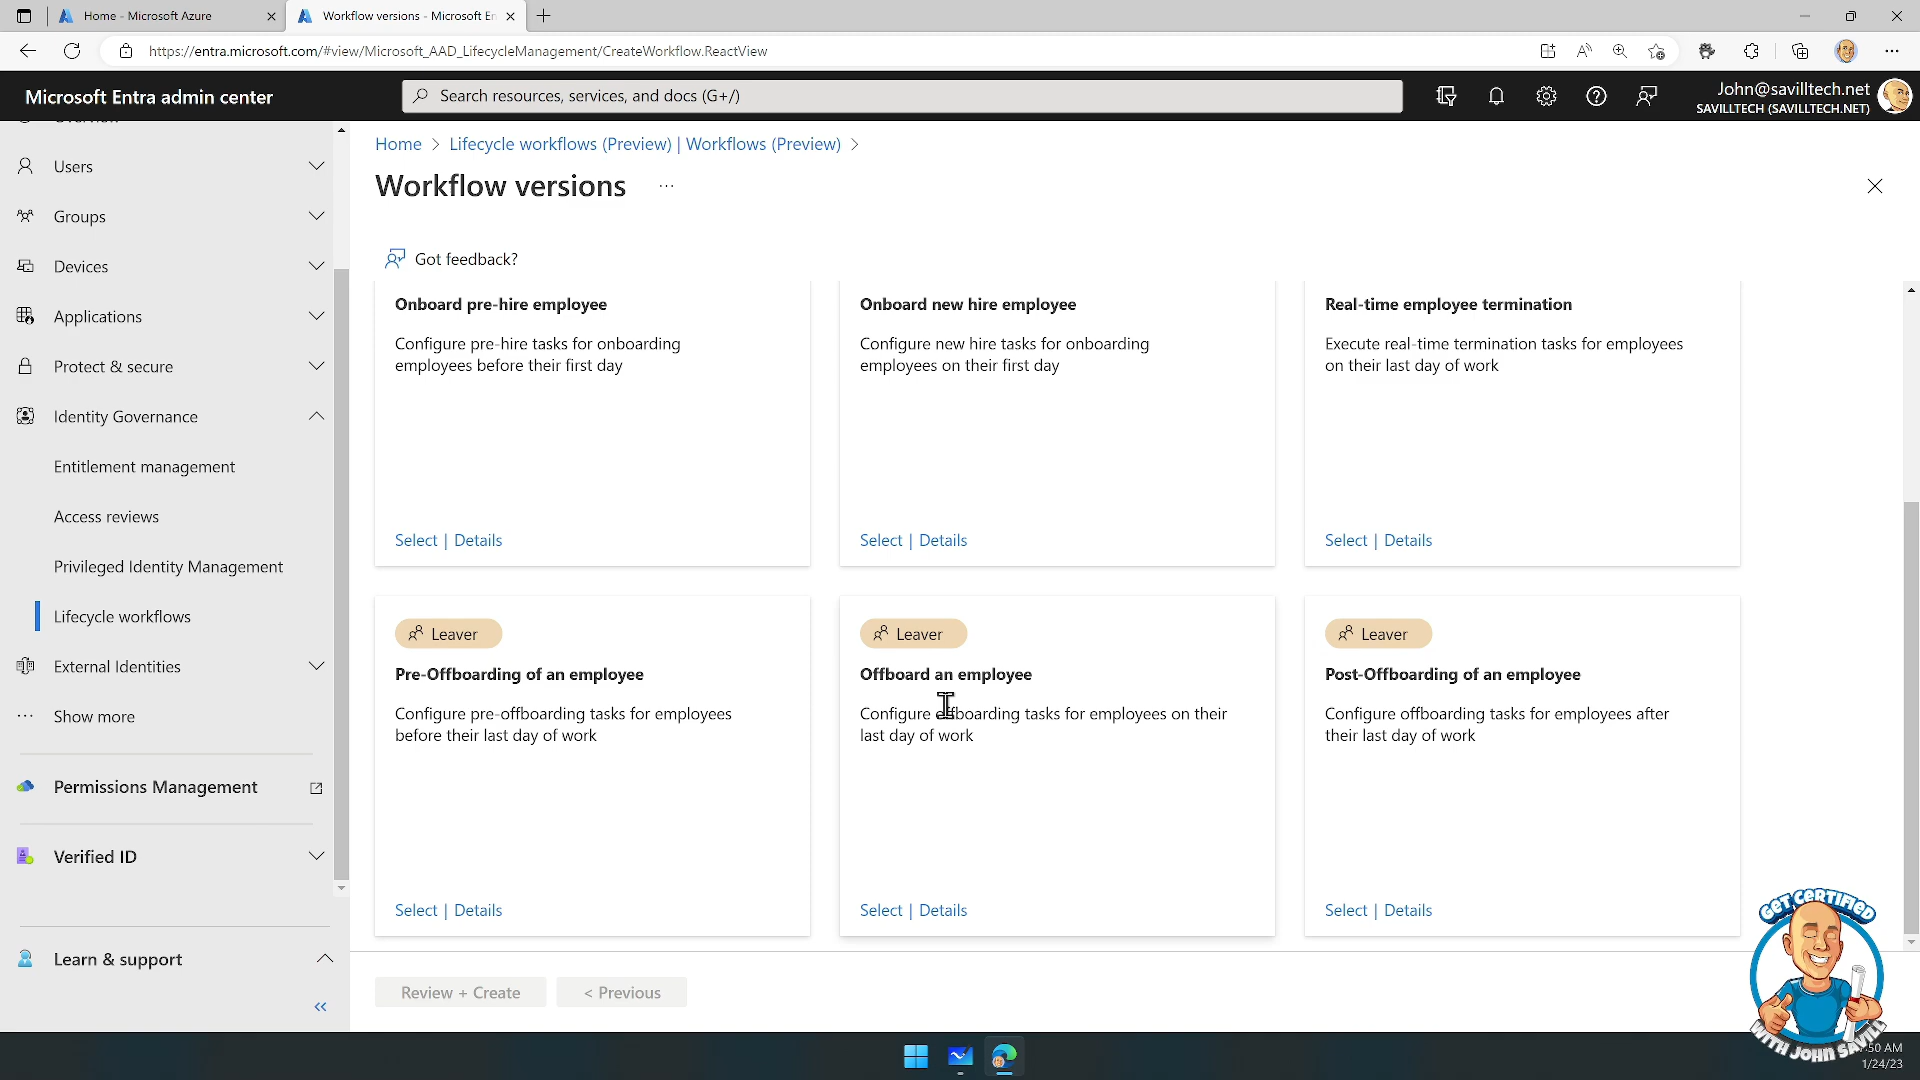 Home - Microsoft Azure
Workflow versions - Microsoft En
https://entra.microsoft.com/#view/Microsoft_AAD_LifecycleManagement/CreateWorkflow.ReactView
Microsoft Entra admin center
Search resources, services, and docs (G+/)
John@savilltech.net
SAVILLTECH (SAVILLTECH.NET)
Users
Groups
Devices
Applications
Protect & secure
Identity Governance
Entitlement management
Access reviews
Privileged Identity Management
Lifecycle workflows
External Identities
Show more
Permissions Management
Verified ID
Learn & support
Home > Lifecycle workflows (Preview) | Workflows (Preview) >
Workflow versions
Got feedback?
Onboard pre-hire employee
Configure pre-hire tasks for onboarding
employees before their first day
Select | Details
Onboard new hire employee
Configure new hire tasks for onboarding
employees on their first day
Select | Details
Real-time employee termination
Execute real-time termination tasks for employees
on their last day of work
Select | Details
Leaver
Pre-Offboarding of an employee
Configure pre-offboarding tasks for employees
before their last day of work
Select | Details
Leaver
Offboard an employee
Configure offboarding tasks for employees on their
last day of work
Select | Details
Leaver
Post-Offboarding of an employee
Configure offboarding tasks for employees after
their last day of work
Select | Details
Review + Create
< Previous
GET CERTIFIED
WITH JOHN SAVILL
:50 AM
1/24/23